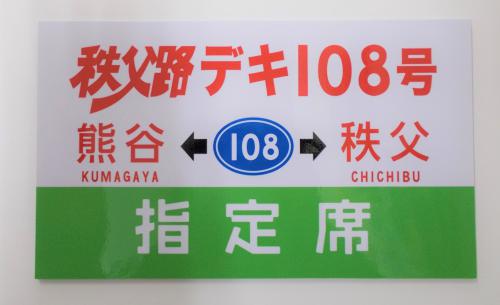 秩父路デキ108号
熊谷 ← 108 → 秩父
KUMAGAYA CHICHIBU
指定席